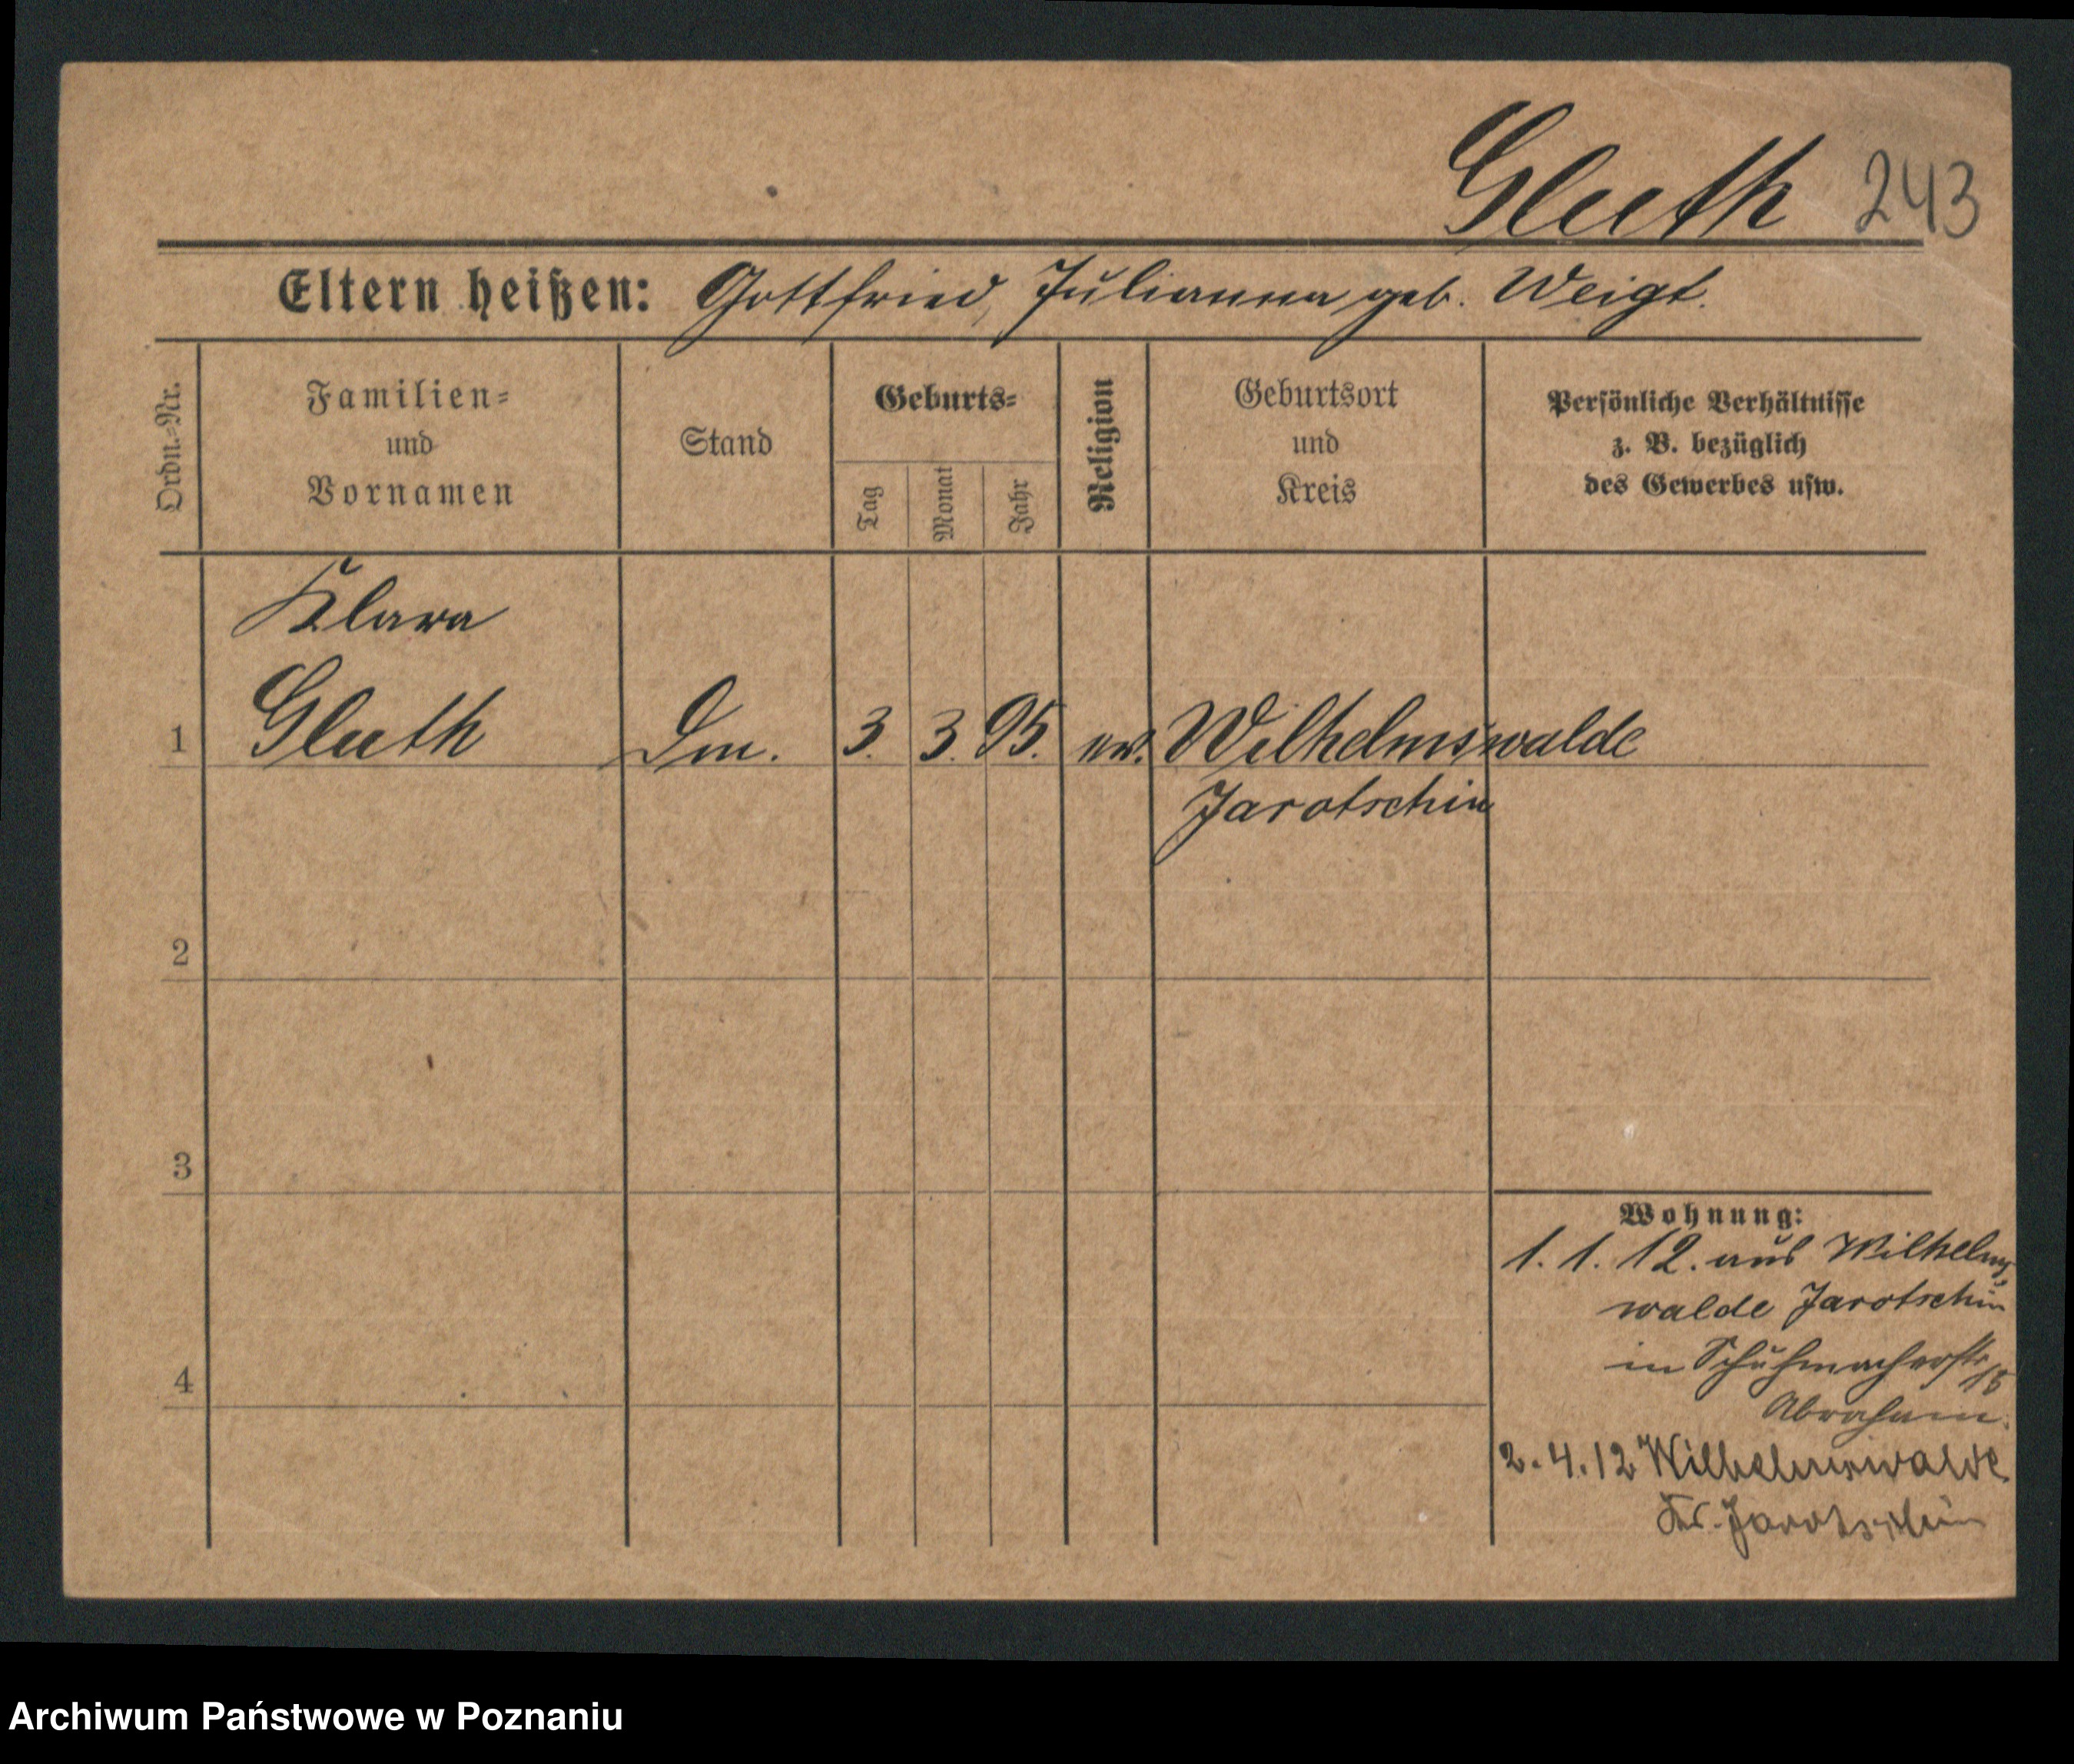 Gluth 243
Eltern heißen: Gottfried, Julianna geb. Weigt.
Ordn.-Nr.
Familien-
und
Vornamen
Stand
Geburts-
Tag
Monat
Jahr
Religion
Geburtsort
und
Kreis
Persönliche Verhältnisse
z. B. bezüglich
des Gewerbes usw.
Klara
1 Gluth 3. 3. 95. ev. Wilhelmswalde
Jarotschin
2
3
Wohnung:
1. 1. 12. aus Wilhelms
walde Jarotschin
in Schuhmacherstr.
4
Abraham.
2. 4. 12 Wilhelmswalde
Kr. Jarotschin
Archiwum Państwowe w Poznaniu